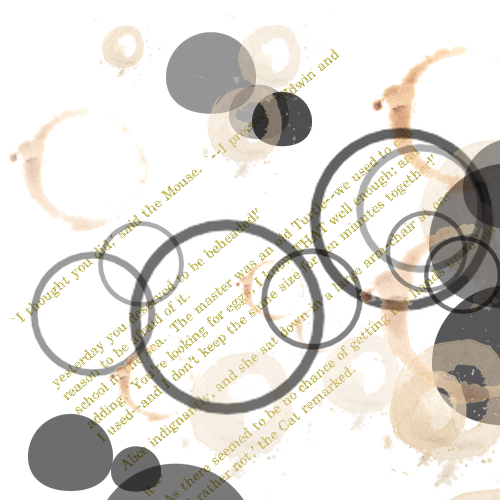 `I thought you did,' said the Mouse. `--I proceed. "Edwin and
yesterday you deserved to be beheaded!'
reason to be afraid of it.
school in the sea. The master was an old Turtle--we used to
adding, `You're looking for eggs, I know THAT well enough; and
I used--and I don't keep the same size for ten minutes together!'
Alice indignantly, and she sat down in a large arm-chair at one
As there seemed to be no chance of getting
rather not,' the Cat remarked.